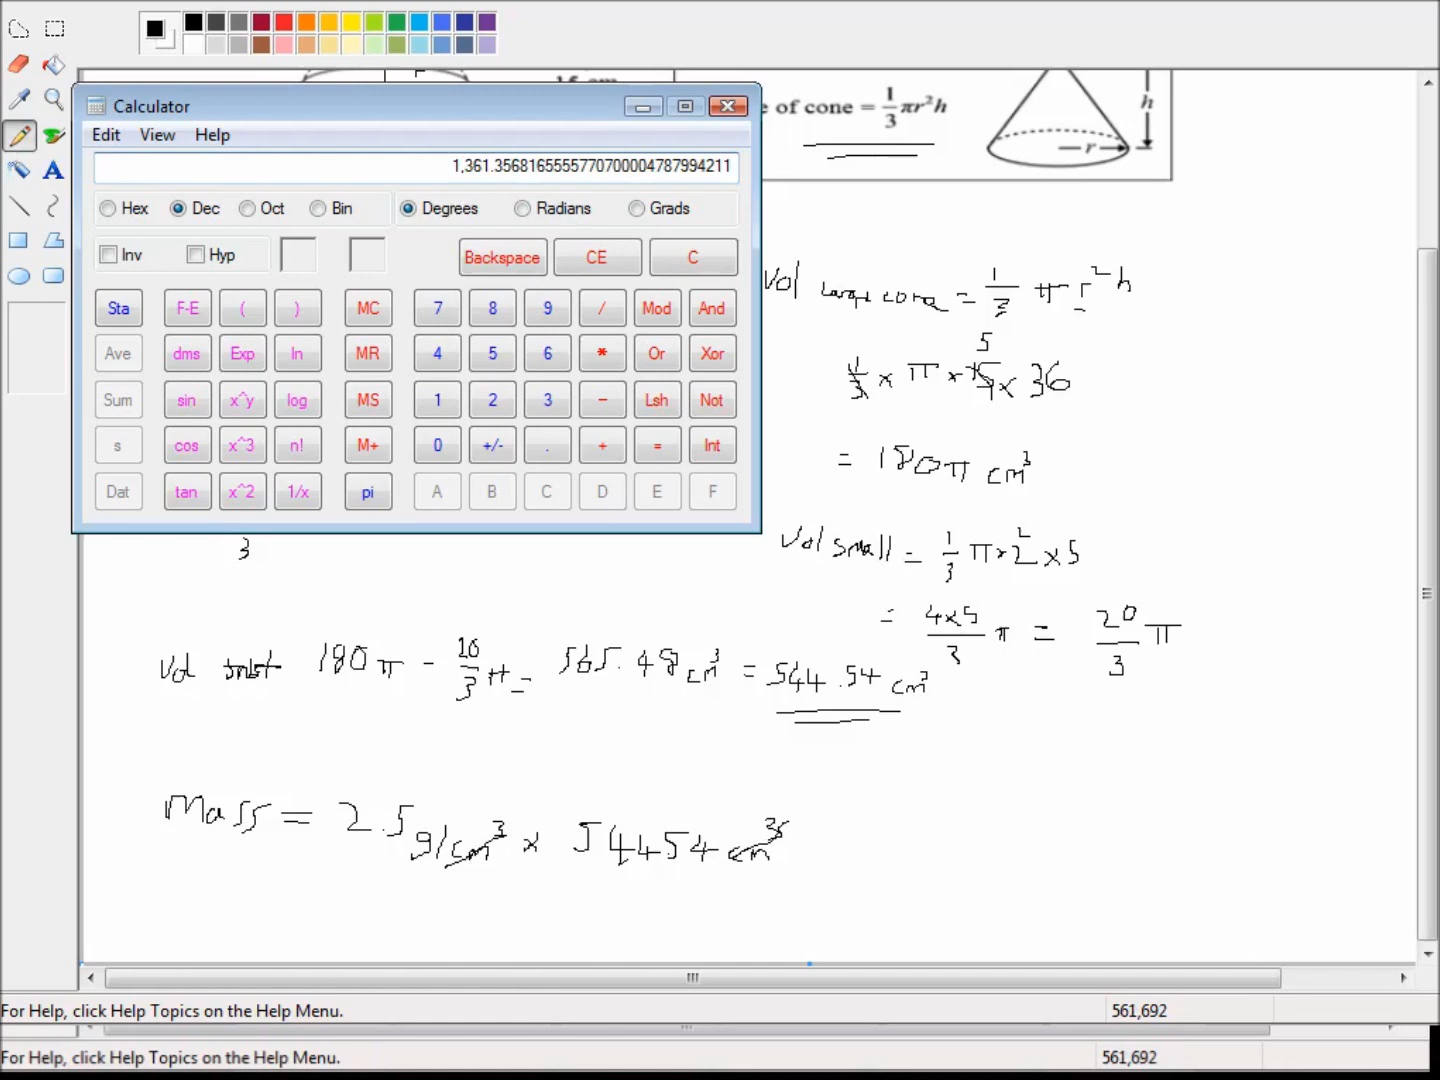 15 cm
e of cone = 1/3 πr²h
h
r
Calculator
Edit View Help
1,361.3568165555770700004787994211
Hex Dec Oct Bin Degrees Radians Grads
Inv Hyp Backspace CE C
Sta F-E ( ) MC 7 8 9 / Mod And
Ave dms Exp ln MR 4 5 6 * Or Xor
Sum sin x^y log MS 1 2 3 - Lsh Not
s cos x^3 n! M+ 0 +/- . + = Int
Dat tan x^2 1/x pi A B C D E F
3
Vol large cone = 1/3 π r² h
5
1/3 × π × 15 × 36
= 180π cm³
Vol small = 1/3 π × 2² × 5
= 4×5/3 π = 20/3 π
Vol 180π - 20/3 π = 565.48 cm³ = 544.54 cm³
Mass = 2.5 g/cm³ × 544.54 cm³
For Help, click Help Topics on the Help Menu. 561,692
For Help, click Help Topics on the Help Menu. 561,692